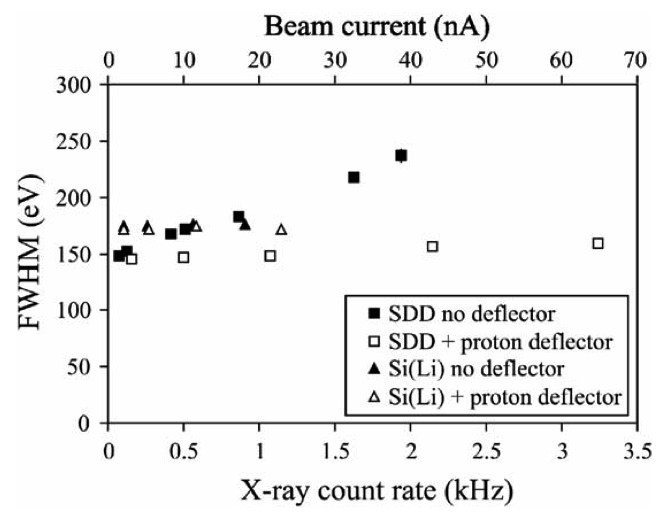 Beam current (nA)
0 10 20 30 40 50 60 70
300
250
200
150
100
50
0
FWHM (eV)
SDD no deflector
SDD + proton deflector
Si(Li) no deflector
Si(Li) + proton deflector
0 0.5 1 1.5 2 2.5 3 3.5
X-ray count rate (kHz)